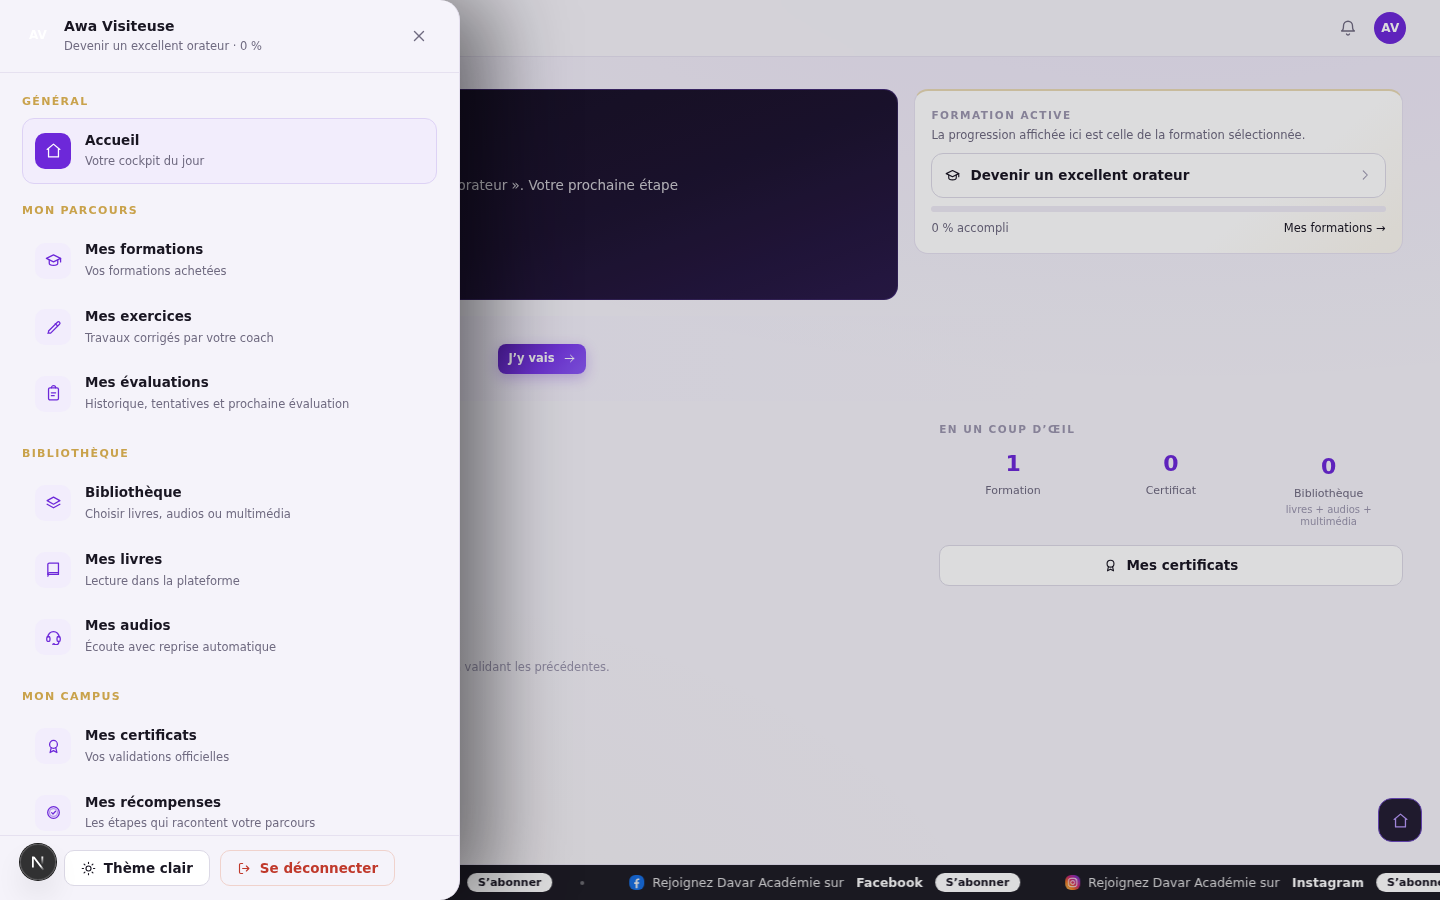 AV
Awa Visiteuse
Devenir un excellent orateur · 0 %
GÉNÉRAL
Accueil
Votre cockpit du jour
MON PARCOURS
Mes formations
Vos formations achetées
Mes exercices
Travaux corrigés par votre coach
Mes évaluations
Historique, tentatives et prochaine évaluation
BIBLIOTHÈQUE
Bibliothèque
Choisir livres, audios ou multimédia
Mes livres
Lecture dans la plateforme
Mes audios
Écoute avec reprise automatique
MON CAMPUS
Mes certificats
Vos validations officielles
Mes récompenses
Les étapes qui racontent votre parcours
N
Thème clair
Se déconnecter
AV
orateur ». Votre prochaine étape
FORMATION ACTIVE
La progression affichée ici est celle de la formation sélectionnée.
Devenir un excellent orateur
0 % accompli
Mes formations →
J’y vais →
EN UN COUP D’ŒIL
1
Formation
0
Certificat
0
Bibliothèque
livres + audios +
multimédia
Mes certificats
validant les précédentes.
S’abonner • Rejoignez Davar Académie sur Facebook S’abonner Rejoignez Davar Académie sur Instagram S’abonne